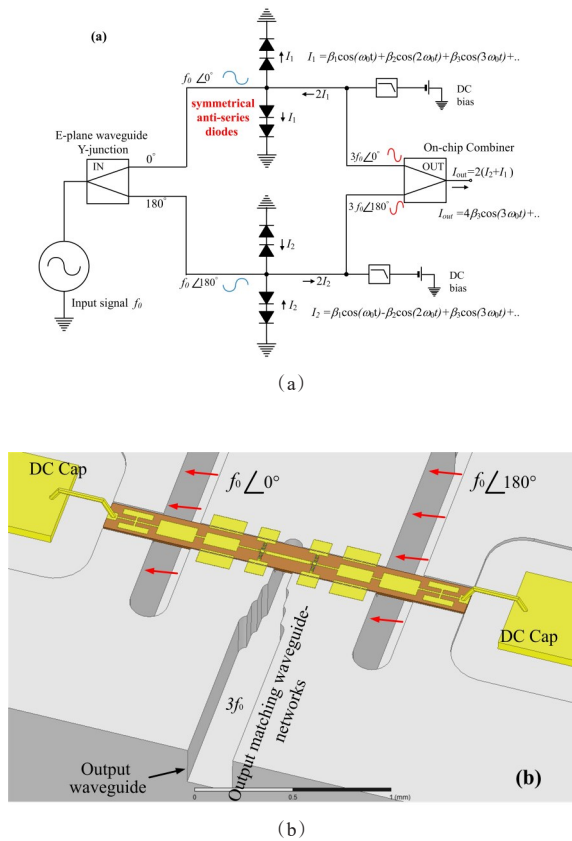 (a)
I₁ I₁ =β₁cos(ω₀t)+β₂cos(2ω₀t)+β₃cos(3ω₀t)+..
f₀∠0°
2I₁
DC
bias
symmetrical
anti-series
diodes
I₁
E-plane waveguide
Y-junction
On-chip Combiner
0°
3f₀∠0°
IN
OUT
Iout=2(I₂+I₁)
180°
3 f₀∠180°
Iout=4β₃cos(3ω₀t)+..
I₂
f₀∠180°
2I₂
DC
bias
Input signal f₀
I₂
I₂ =β₁cos(ω₀t)-β₂cos(2ω₀t)+β₃cos(3ω₀t)+..
(a)
DC Cap
f₀∠0°
f₀∠180°
DC Cap
3f₀
Output matching waveguide-
networks
Output
waveguide
(b)
0
0.5
1 (mm)
(b)